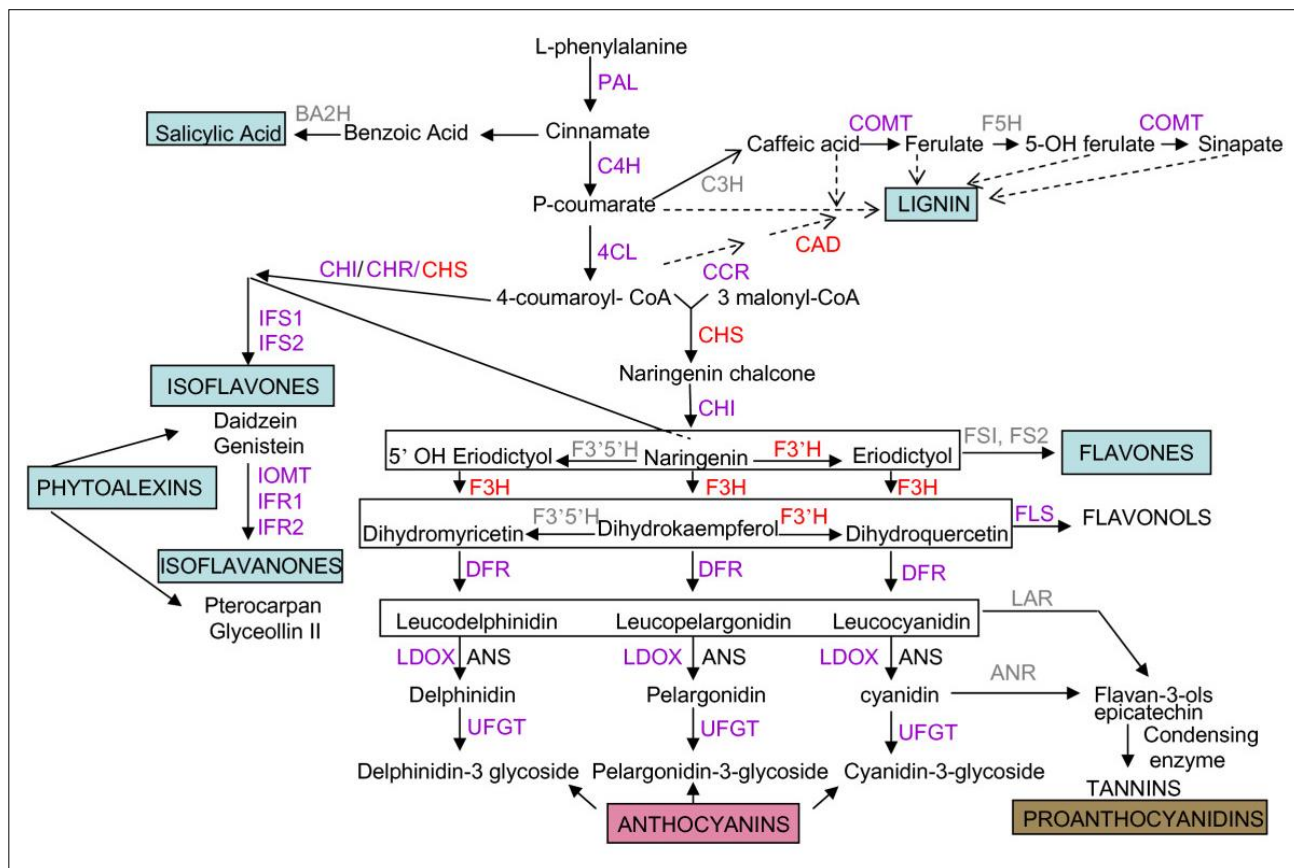 L-phenylalanine
PAL
BA2H
Salicylic Acid
Benzoic Acid
Cinnamate
COMT
F5H
COMT
Caffeic acid
Ferulate
5-OH ferulate
Sinapate
C4H
C3H
P-coumarate
LIGNIN
4CL
CAD
CCR
CHI/CHR/CHS
4-coumaroyl- CoA
3 malonyl-CoA
IFS1
IFS2
CHS
Naringenin chalcone
ISOFLAVONES
CHI
Daidzein
Genistein
5’ OH Eriodictyol
F3’5’H
Naringenin
F3’H
Eriodictyol
FSI, FS2
FLAVONES
PHYTOALEXINS
IOMT
IFR1
IFR2
F3H
F3H
F3H
Dihydromyricetin
F3’5’H
Dihydrokaempferol
F3’H
Dihydroquercetin
FLS
FLAVONOLS
ISOFLAVANONES
DFR
DFR
DFR
Pterocarpan
Glyceollin II
Leucodelphinidin
Leucopelargonidin
Leucocyanidin
LAR
LDOX
ANS
LDOX
ANS
LDOX
ANS
Delphinidin
Pelargonidin
cyanidin
ANR
Flavan-3-ols
epicatechin
UFGT
UFGT
UFGT
Condensing
enzyme
Delphinidin-3 glycoside
Pelargonidin-3-glycoside
Cyanidin-3-glycoside
TANNINS
ANTHOCYANINS
PROANTHOCYANIDINS